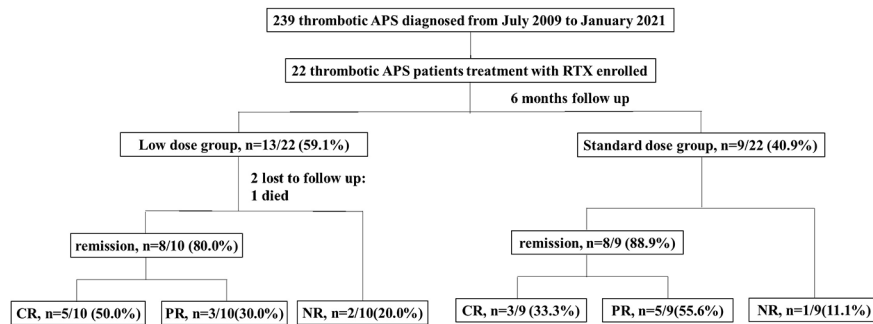 239 thrombotic APS diagnosed from July 2009 to January 2021
22 thrombotic APS patients treatment with RTX enrolled
6 months follow up
Low dose group, n=13/22 (59.1%)
Standard dose group, n=9/22 (40.9%)
2 lost to follow up:
1 died
remission, n=8/10 (80.0%)
remission, n=8/9 (88.9%)
CR, n=5/10 (50.0%)
PR, n=3/10(30.0%)
NR, n=2/10(20.0%)
CR, n=3/9 (33.3%)
PR, n=5/9(55.6%)
NR, n=1/9(11.1%)